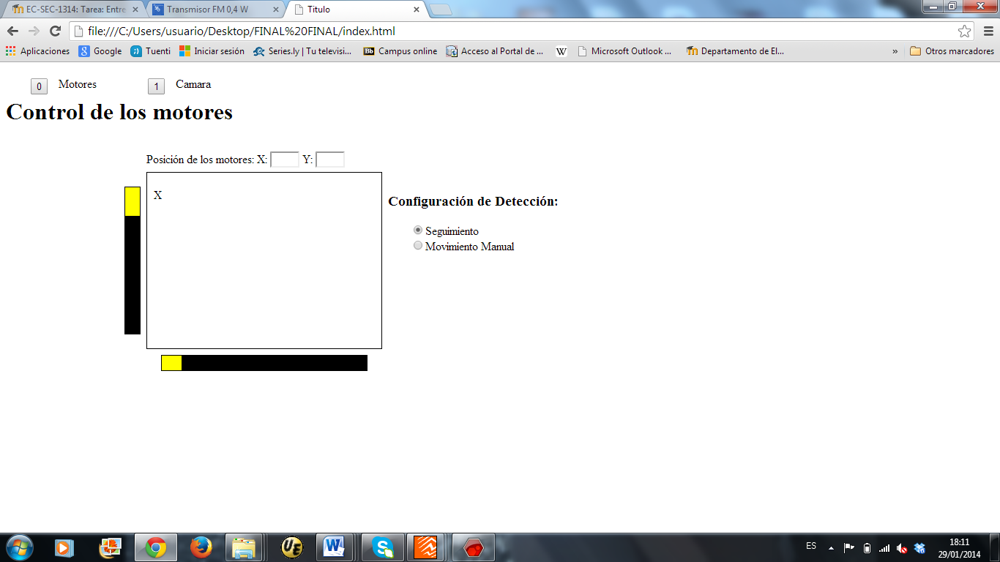 EC-SEC-1314: Tarea: Entre
Transmisor FM 0,4 W
Titulo
file:///C:/Users/usuario/Desktop/FINAL%20FINAL/index.html
Aplicaciones Google Tuenti Iniciar sesión Series.ly | Tu televisi... Bb Campus online Acceso al Portal de ... W Microsoft Outlook ... Departamento de El... » Otros marcadores
0 Motores 1 Camara
Control de los motores
Posición de los motores: X: Y:
X
Configuración de Detección:
Seguimiento
Movimiento Manual
UE W S ES 18:11
29/01/2014